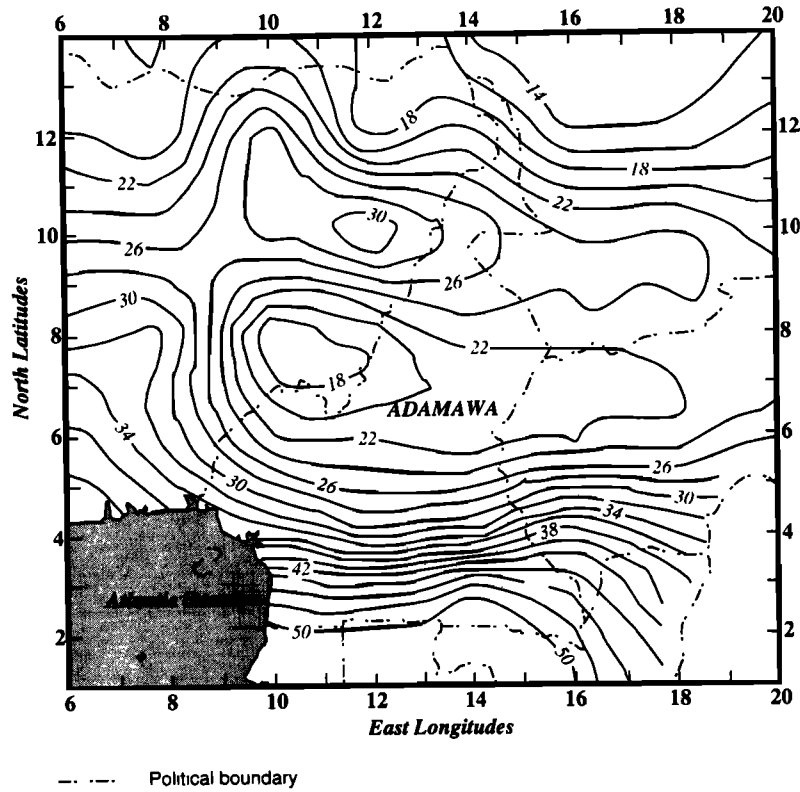 6 8 10 12 14 16 18 20
14
18
12 12
18
22 22
30
10 10
26 26
30
8 8
22
18
ADAMAWA
34
6 22 6
26
30 26 30
34
4 38 4
42
2 50 50 2
6 8 10 12 14 16 18 20
North Latitudes
East Longitudes
Political boundary